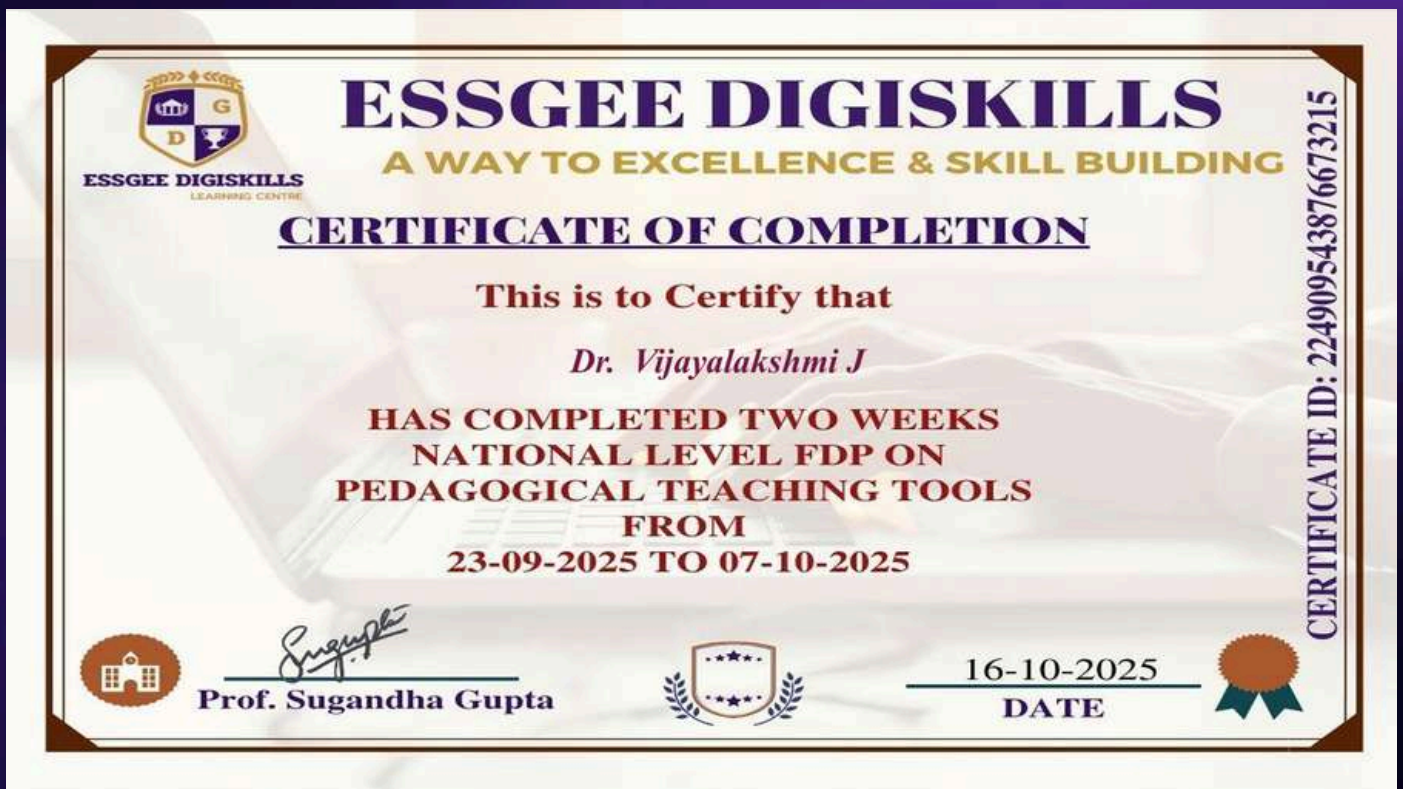 G
D
ESSGEE DIGISKILLS
LEARNING CENTRE
ESSGEE DIGISKILLS
A WAY TO EXCELLENCE & SKILL BUILDING
CERTIFICATE OF COMPLETION
This is to Certify that
Dr. Vijayalakshmi J
HAS COMPLETED TWO WEEKS
NATIONAL LEVEL FDP ON
PEDAGOGICAL TEACHING TOOLS
FROM
23-09-2025 TO 07-10-2025
Prof. Sugandha Gupta
16-10-2025
DATE
CERTIFICATE ID: 224909543876673215